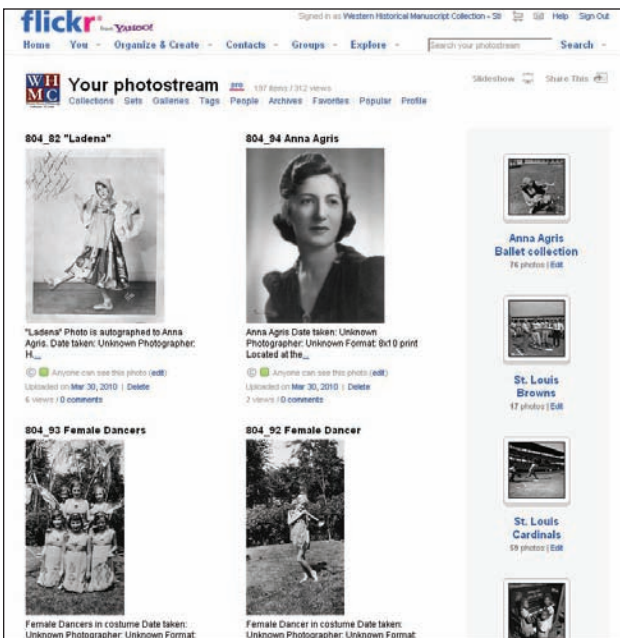 flickr from YAHOO!
Signed in as Western Historical Manuscript Collection - Stl Help Sign Out
Home You Organize & Create Contacts Groups Explore Search your photostream Search
WH MC Your photostream pro 197 items / 312 views
Slideshow Share This
Collections Sets Galleries Tags People Archives Favorites Popular Profile
804_82 "Ladena"
"Ladena" Photo is autographed to Anna
Agris. Date taken: Unknown Photographer:
H...
Anyone can see this photo (edit)
Uploaded on Mar 30, 2010 | Delete
6 views / 0 comments
804_94 Anna Agris
Anna Agris Date taken: Unknown
Photographer: Unknown Format: 8x10 print
Located at the...
Anyone can see this photo (edit)
Uploaded on Mar 30, 2010 | Delete
2 views / 0 comments
804_93 Female Dancers
Female Dancers in costume Date taken:
Unknown Photographer: Unknown Format:
804_92 Female Dancer
Female Dancer in costume Date taken:
Unknown Photographer: Unknown Format:
Anna Agris
Ballet collection
76 photos | Edit
St. Louis
Browns
17 photos | Edit
St. Louis
Cardinals
59 photos | Edit